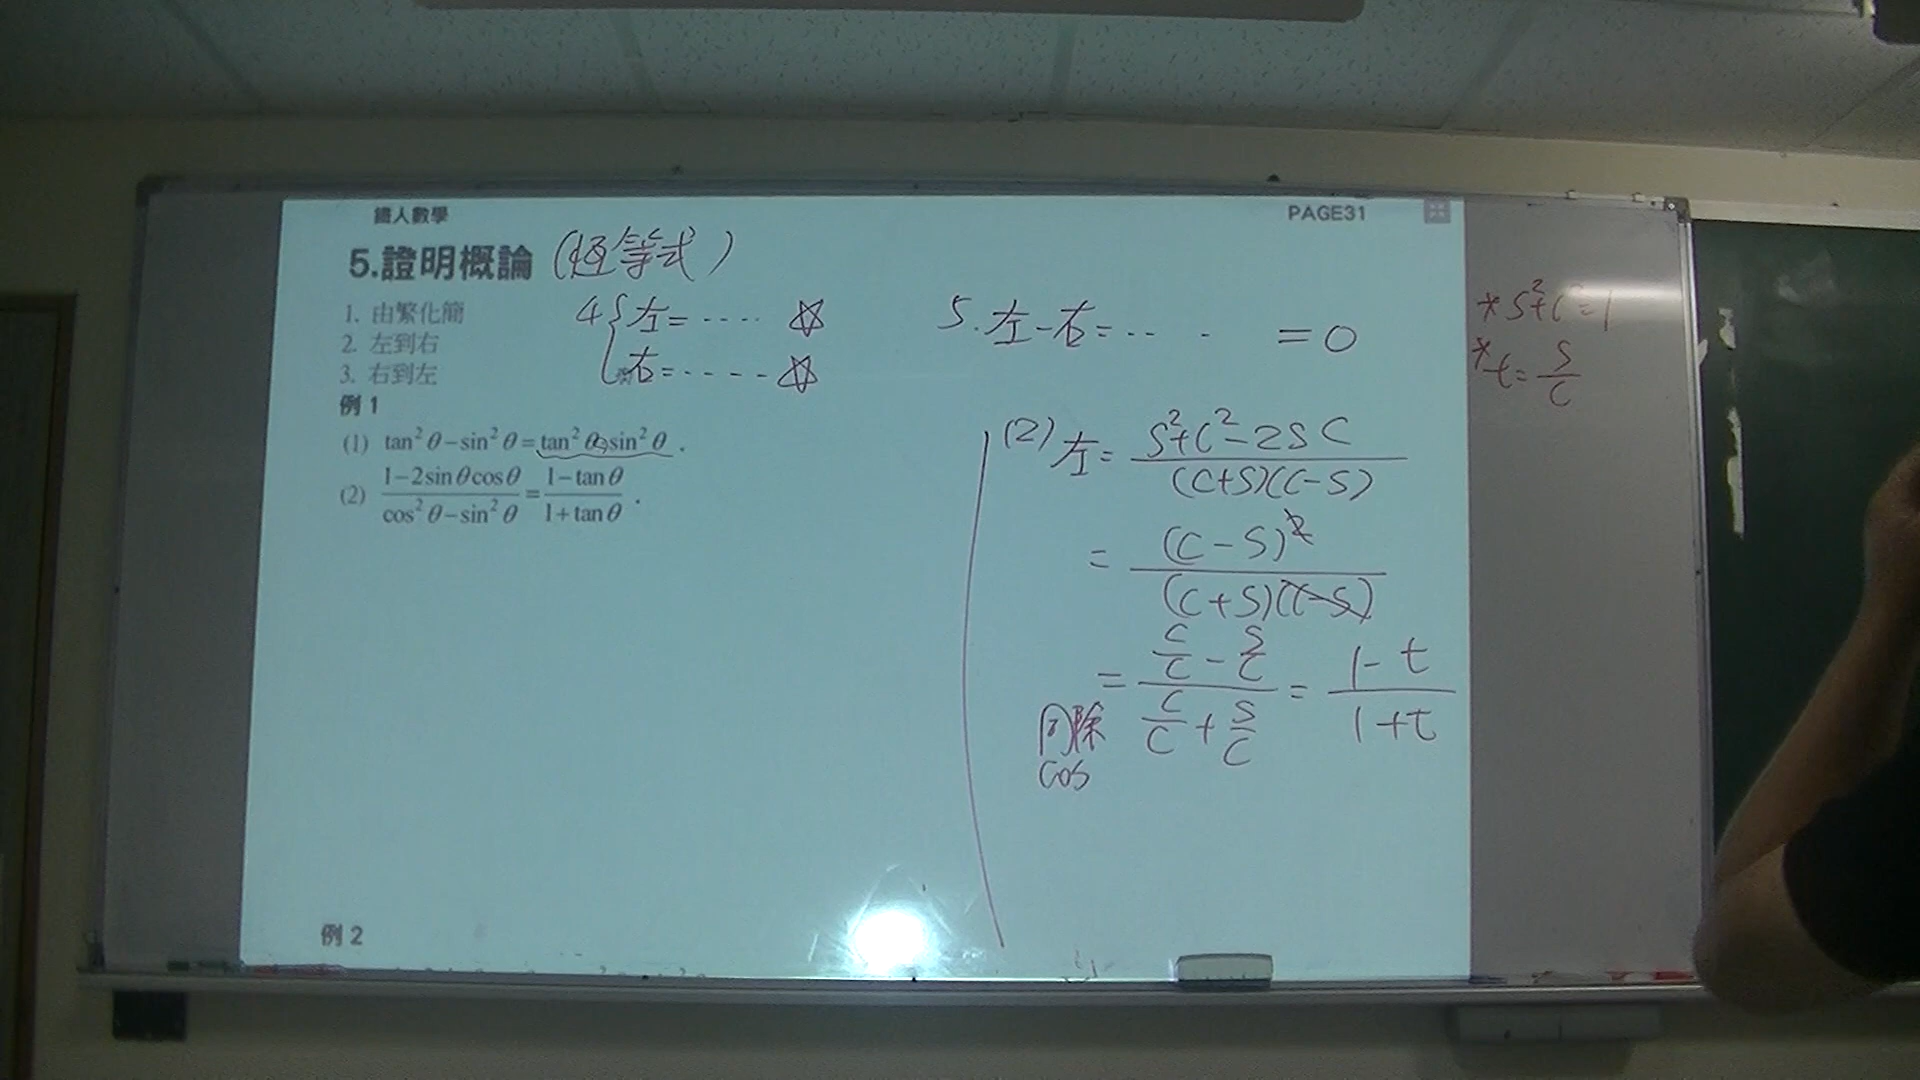 鐵人數學
PAGE31
5.證明概論 (恆等式)
1. 由繁化簡
2. 左到右
3. 右到左
4 { 左=.... ☆
右=..... ☆
5. 左-右=... . =0
* S²+C²=1
* t= S/C
例 1
(1) tan²θ-sin²θ=tan²θ·sin²θ .
(2) (1-2sinθcosθ)/(cos²θ-sin²θ) = (1-tanθ)/(1+tanθ) .
(2) 左= (S²+C²-2SC)/((C+S)(C-S))
= (C-S)²/((C+S)(C-S))
= (C/C - S/C)/(C/C + S/C) = (1-t)/(1+t)
同除
cos
例 2